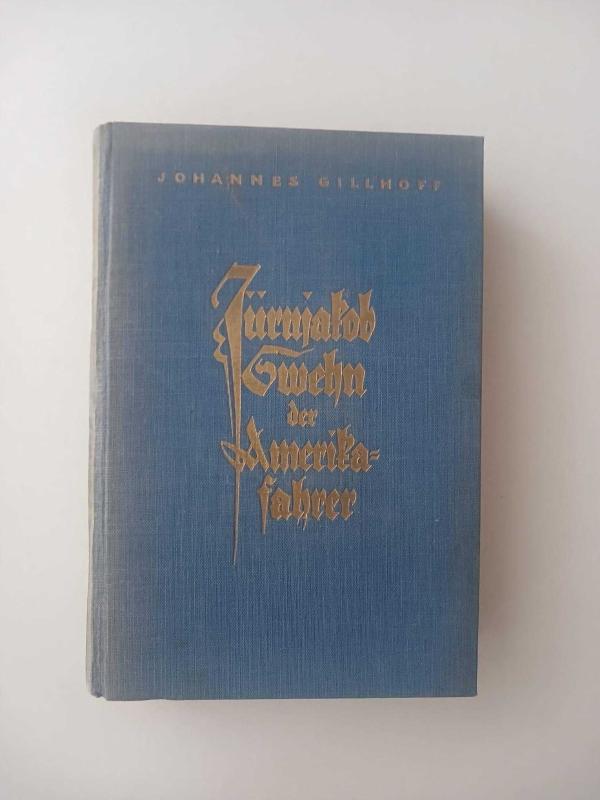 JOHANNES GILLHOFF
Jürnjakob
Swehn
der
Amerika-
fahrer